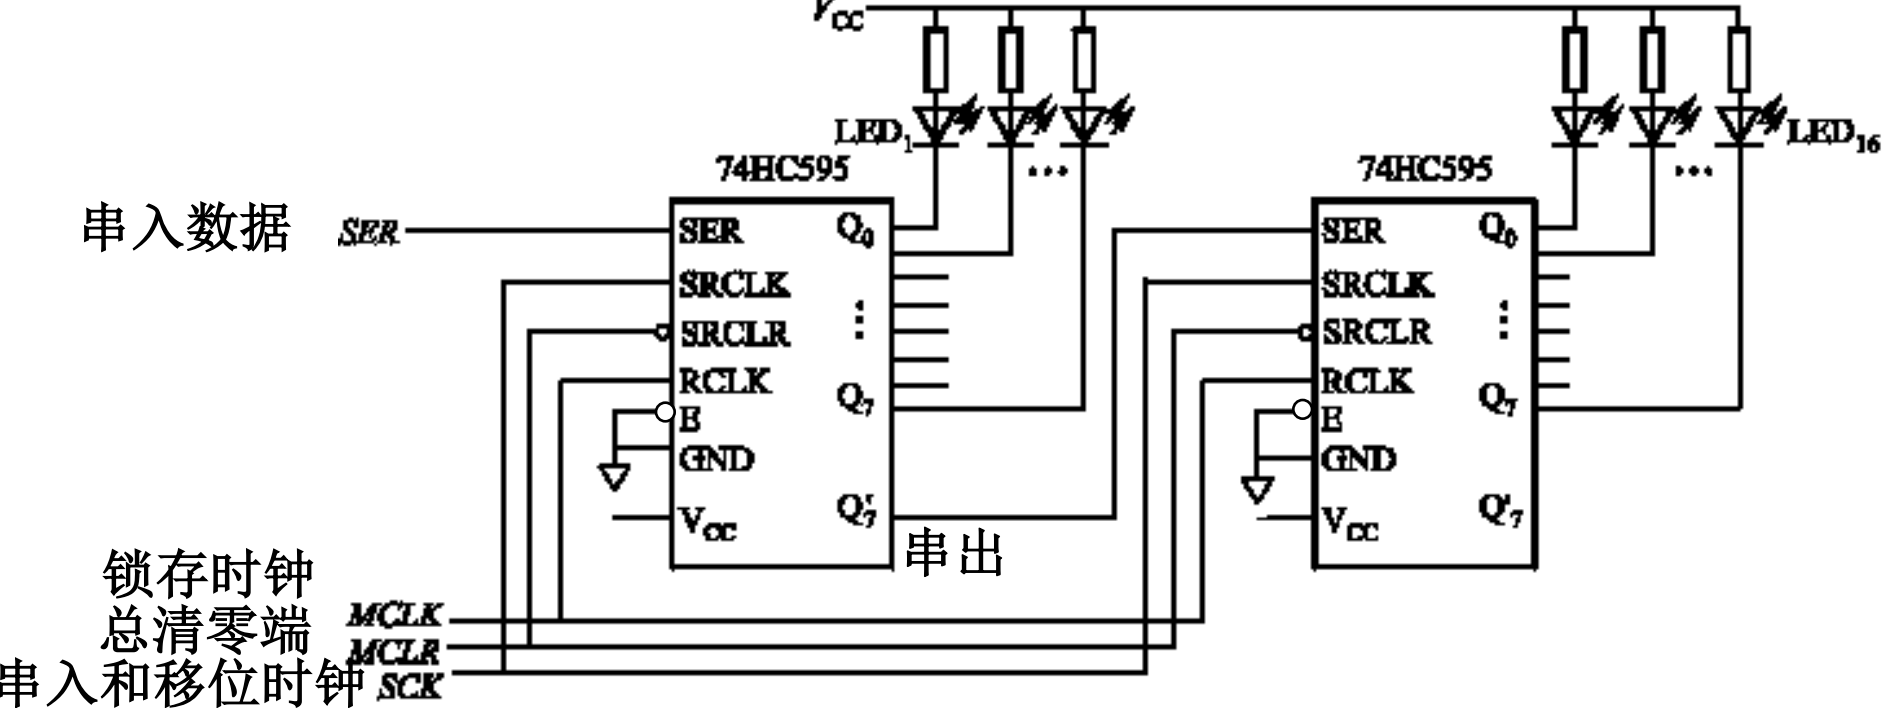 VCC
LED1
LED16
74HC595
74HC595
串入数据 SER
SER Q0
SRCLK
SRCLR
RCLK
E Q7
GND
VCC Q'7
串出
SER Q0
SRCLK
SRCLR
RCLK
E Q7
GND
VCC Q'7
锁存时钟 MCLK
总清零端 MCLR
串入和移位时钟 SCK